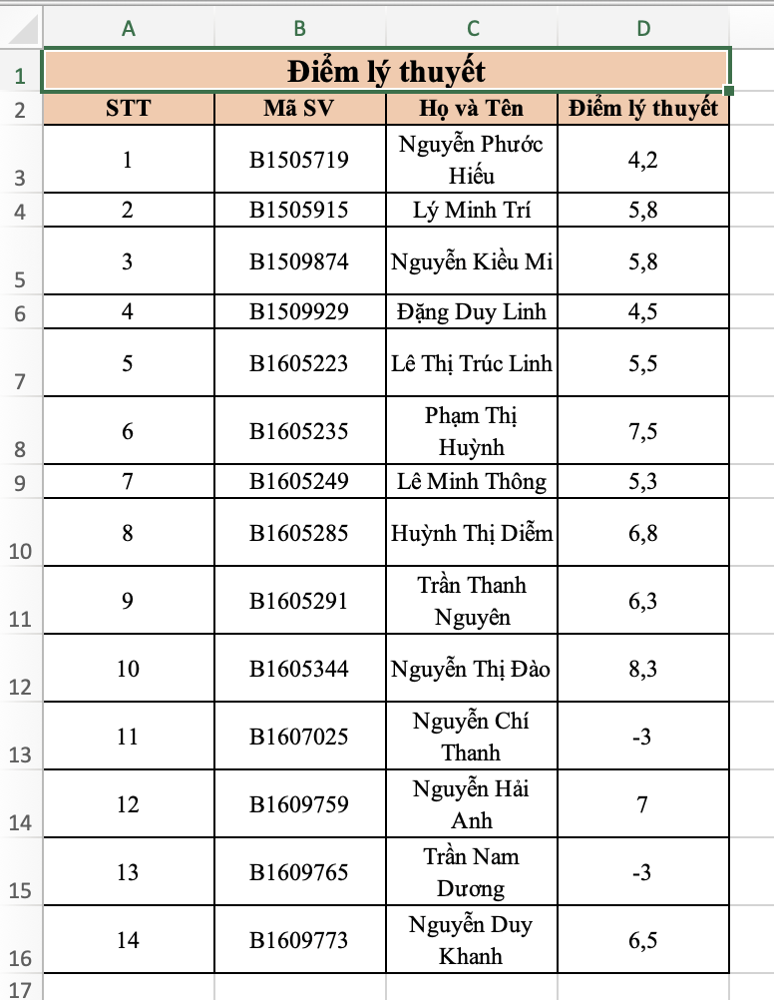 A B C D
1 Điểm lý thuyết
2 STT Mã SV Họ và Tên Điểm lý thuyết
3 1 B1505719 Nguyễn Phước Hiếu 4,2
4 2 B1505915 Lý Minh Trí 5,8
5 3 B1509874 Nguyễn Kiều Mi 5,8
6 4 B1509929 Đặng Duy Linh 4,5
7 5 B1605223 Lê Thị Trúc Linh 5,5
8 6 B1605235 Phạm Thị Huỳnh 7,5
9 7 B1605249 Lê Minh Thông 5,3
10 8 B1605285 Huỳnh Thị Diễm 6,8
11 9 B1605291 Trần Thanh Nguyên 6,3
12 10 B1605344 Nguyễn Thị Đào 8,3
13 11 B1607025 Nguyễn Chí Thanh -3
14 12 B1609759 Nguyễn Hải Anh 7
15 13 B1609765 Trần Nam Dương -3
16 14 B1609773 Nguyễn Duy Khanh 6,5
17